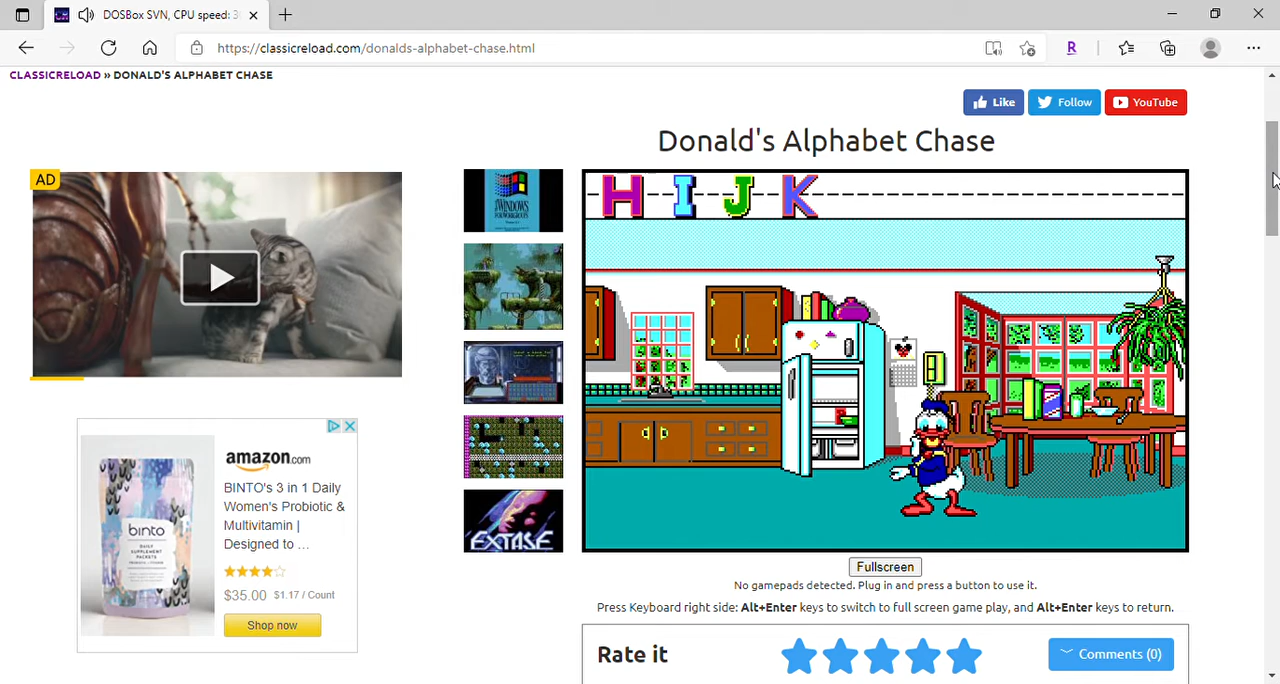 DOSBox SVN, CPU speed: 3
https://classicreload.com/donalds-alphabet-chase.html
CLASSICRELOAD » DONALD'S ALPHABET CHASE
Like
Follow
YouTube
Donald's Alphabet Chase
AD
H I J K
WINDOWS
amazon.com
BINTO's 3 in 1 Daily
Women's Porbiotic &
Multivitamin |
Designed to ...
$35.00 $1.17 / Count
Shop now
binto
EXTASE
Fullscreen
No gamepads detected. Plug in and press a button to use it.
Press Keyboard right side: Alt+Enter keys to switch to full screen game play, and Alt+Enter keys to return.
Rate it
Comments (0)